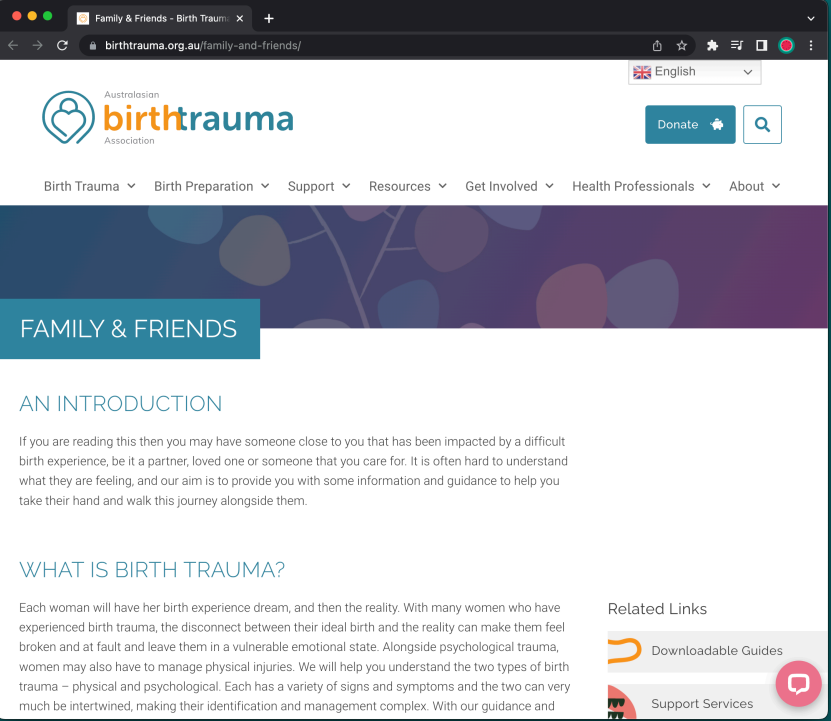 Family & Friends - Birth Traum
birthtrauma.org.au/family-and-friends/
English
Australasian
birthtrauma
Association
Donate
Birth Trauma Birth Preparation Support Resources Get Involved Health Professionals About
FAMILY & FRIENDS
AN INTRODUCTION
If you are reading this then you may have someone close to you that has been impacted by a difficult
birth experience, be it a partner, loved one or someone that you care for. It is often hard to understand
what they are feeling, and our aim is to provide you with some information and guidance to help you
take their hand and walk this journey alongside them.
WHAT IS BIRTH TRAUMA?
Each woman will have her birth experience dream, and then the reality. With many women who have
experienced birth trauma, the disconnect between their ideal birth and the reality can make them feel
broken and at fault and leave them in a vulnerable emotional state. Alongside psychological trauma,
women may also have to manage physical injuries. We will help you understand the two types of birth
trauma – physical and psychological. Each has a variety of signs and symptoms and the two can very
much be intertwined, making their identification and management complex. With our guidance and
Related Links
Downloadable Guides
Support Services